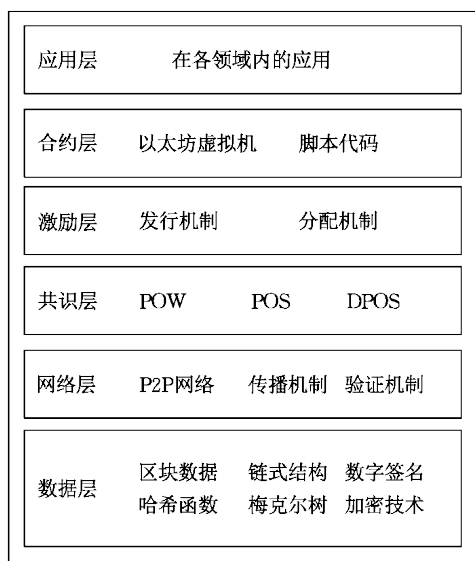 应用层 在各领域内的应用
合约层 以太坊虚拟机 脚本代码
激励层 发行机制 分配机制
共识层 POW POS DPOS
网络层 P2P网络 传播机制 验证机制
数据层
区块数据 链式结构 数字签名
哈希函数 梅克尔树 加密技术